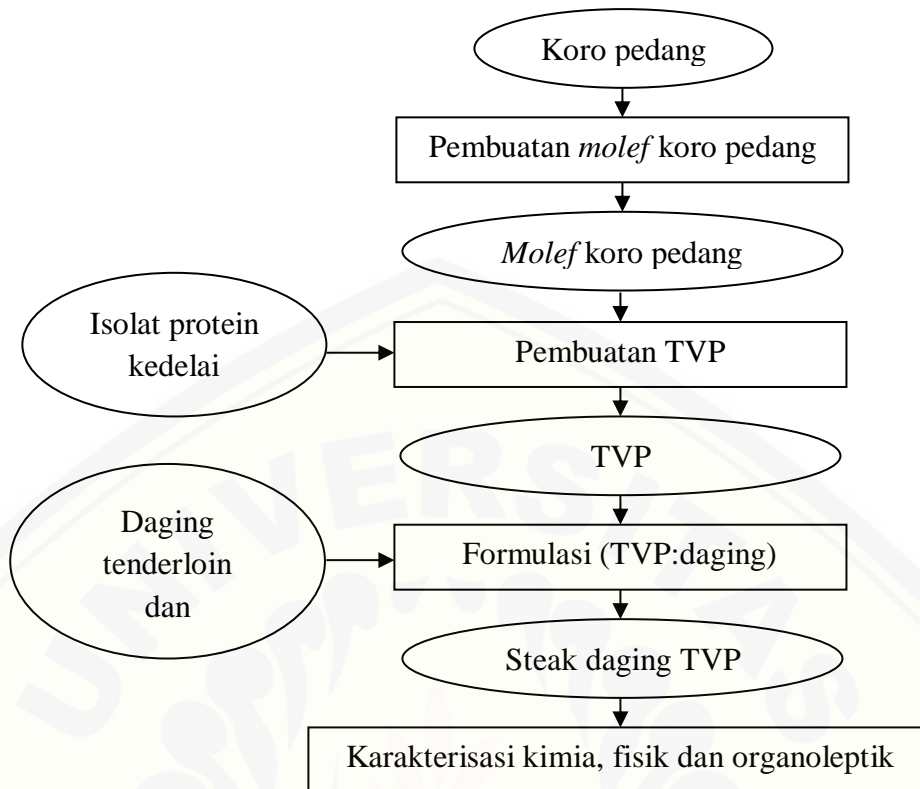 Koro pedang
Pembuatan molef koro pedang
Molef koro pedang
Isolat protein
kedelai
Pembuatan TVP
TVP
Daging
tenderloin
dan
Formulasi (TVP:daging)
Steak daging TVP
Karakterisasi kimia, fisik dan organoleptik
UNIVERSITAS